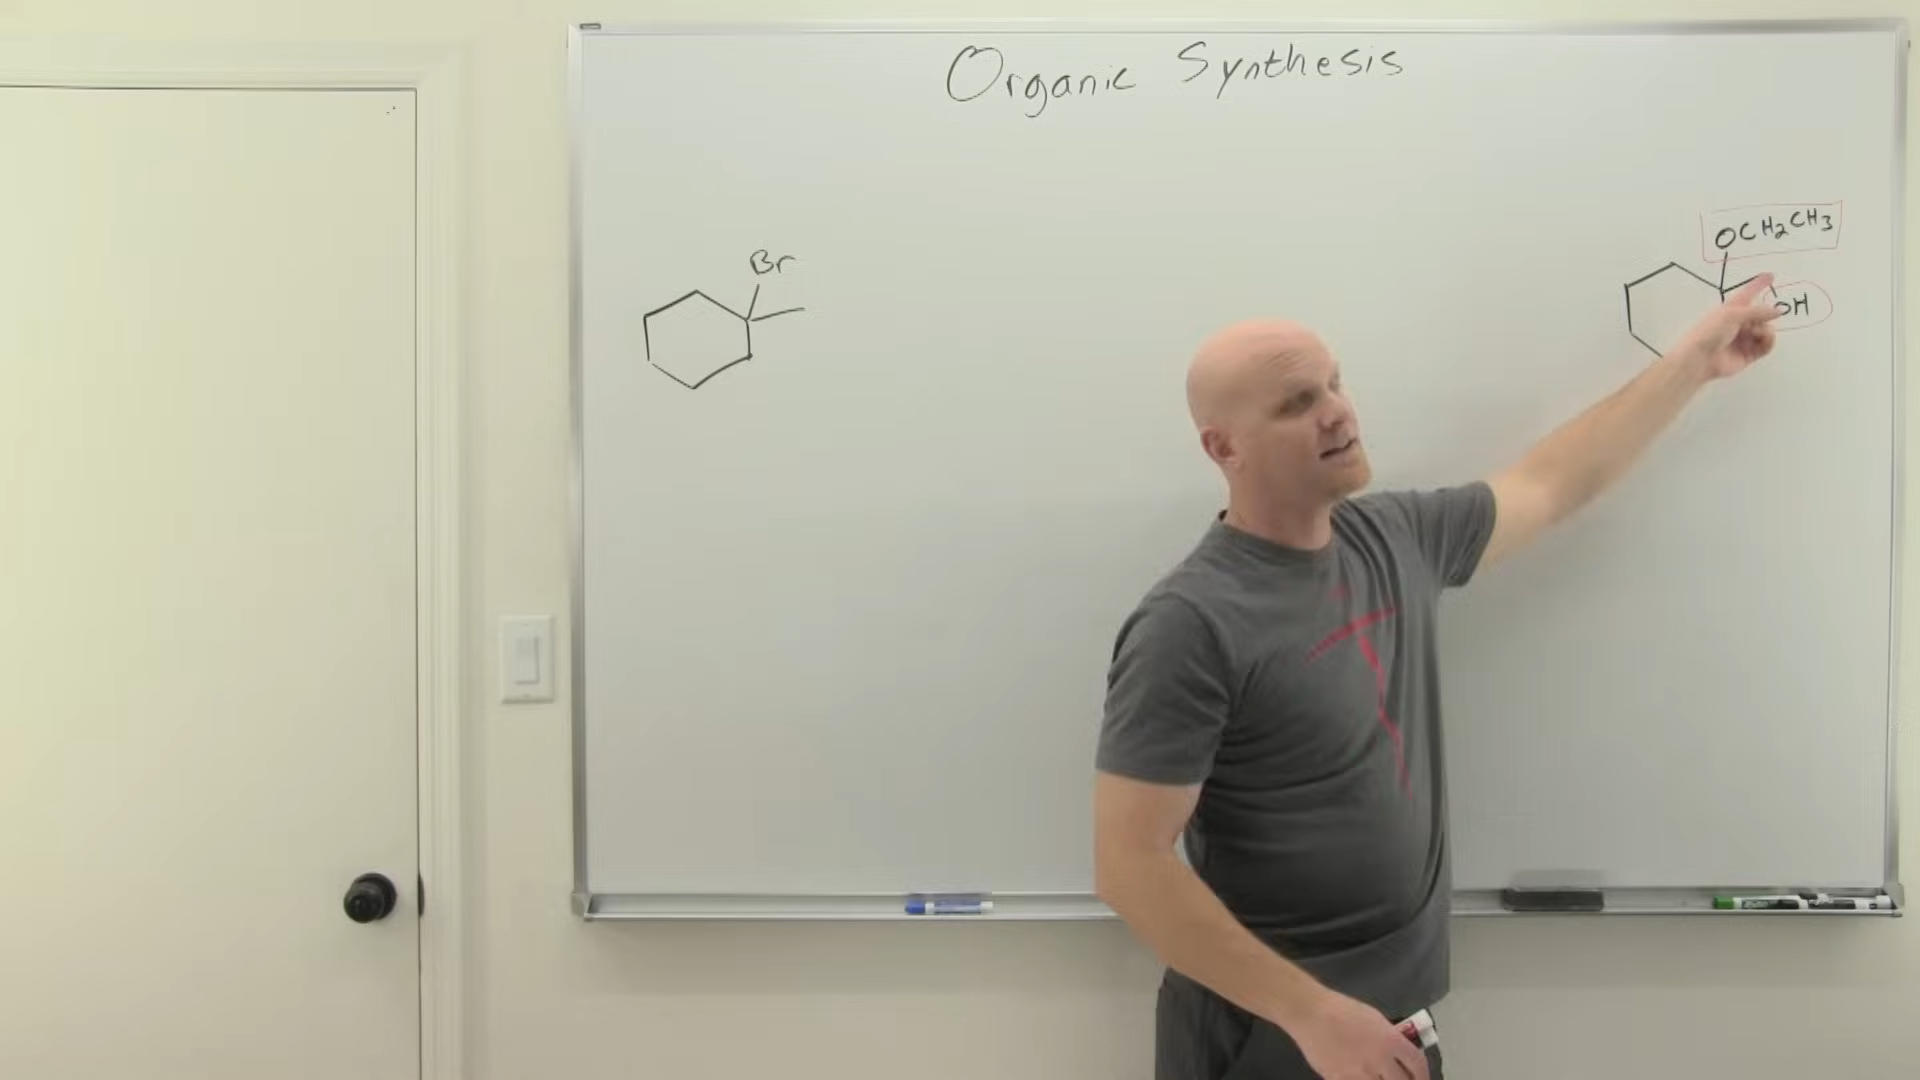 Organic Synthesis
OCH2CH3
Br
OH